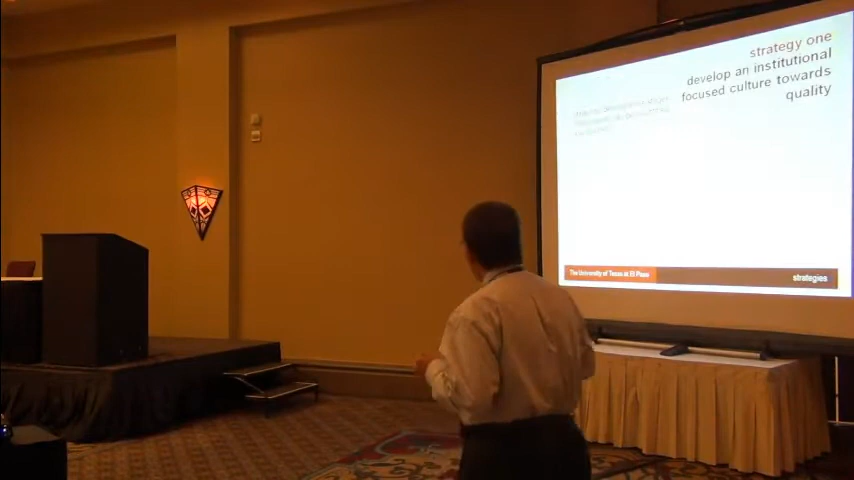 strategy one
develop an institutional
focused culture towards
quality
The University of Texas at El Paso
strategies